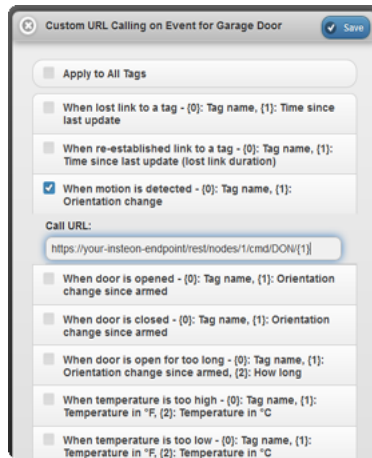 Custom URL Calling on Event for Garage Door
Save
Apply to All Tags
When lost link to a tag - {0}: Tag name, {1}: Time since
last update
When re-established link to a tag - {0}: Tag name, {1}:
Time since last update (lost link duration)
When motion is detected - {0}: Tag name, {1}:
Orientation change
Call URL:
https://your-insteon-endpoint/rest/nodes/1/cmd/DON/{1}
When door is opened - {0}: Tag name, {1}: Orientation
change since armed
When door is closed - {0}: Tag name, {1}: Orientation
change since armed
When door is open for too long - {0}: Tag name, {1}:
Orientation change since armed, {2}: How long
When temperature is too high - {0}: Tag name, {1}:
Temperature in °F, {2}: Temperature in °C
When temperature is too low - {0}: Tag name, {1}:
Temperature in °F, {2}: Temperature in °C